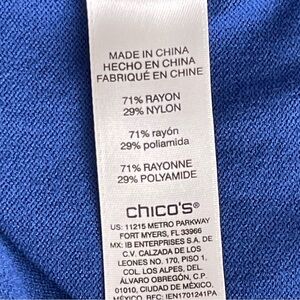 MADE IN CHINA
HECHO EN CHINA
FABRIQUÉ EN CHINE
71% RAYON
29% NYLON
71% rayón
29% poliamida
71% RAYONNE
29% POLYAMIDE
chico's®
US: 11215 METRO PARKWAY
FORT MYERS, FL 33966
MX: IB ENTERPRISES S.A. DE
C.V. CALZADA DE LOS
LEONES NO. 170, PISO 1,
COL. LOS ALPES, DEL.
ÁLVARO OBREGÓN, C.P.
01010, CIUDAD DE MÉXICO,
MÉXICO. RFC: IEN1701241PA